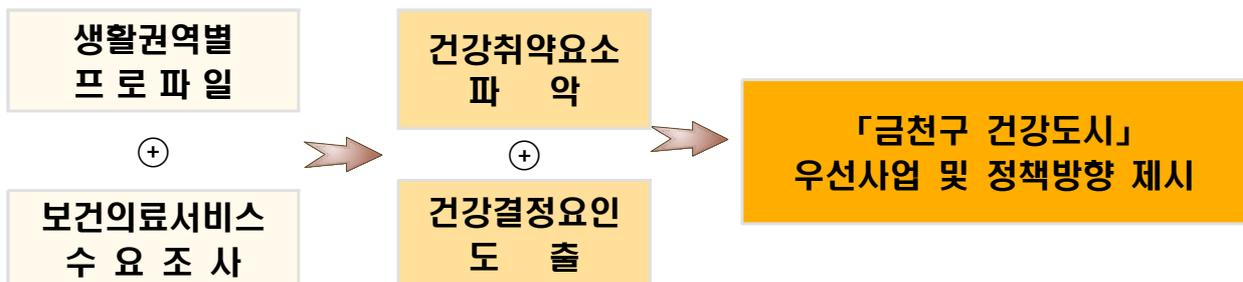 생활권역별
프 로 파 일
+
보건의료서비스
수 요 조 사
건강취약요소
파 악
+
건강결정요인
도 출
「금천구 건강도시」
우선사업 및 정책방향 제시